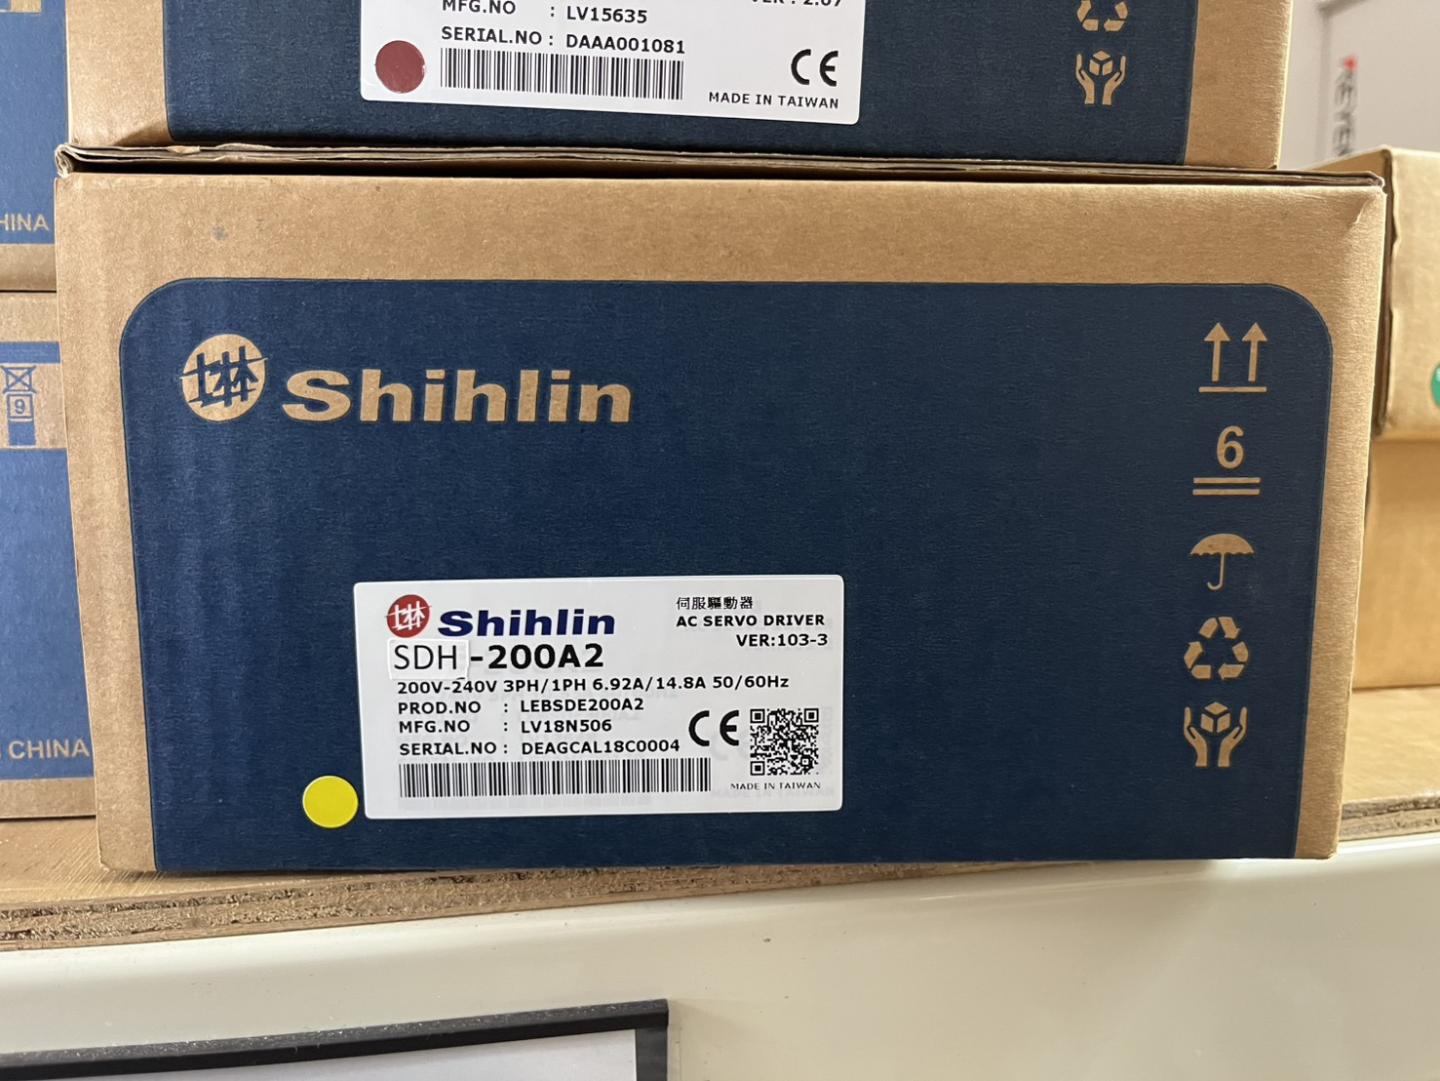 MFG.NO : LV15635
SERIAL.NO : DAAA001081
CE
MADE IN TAIWAN
HINA
9
CHINA
Shihlin
6
Shihlin
伺服驅動器
AC SERVO DRIVER
VER:103-3
SDH -200A2
200V-240V 3PH/1PH 6.92A/14.8A 50/60Hz
PROD.NO : LEBSDE200A2
MFG.NO : LV18N506
SERIAL.NO : DEAGCAL18C0004
CE
MADE IN TAIWAN